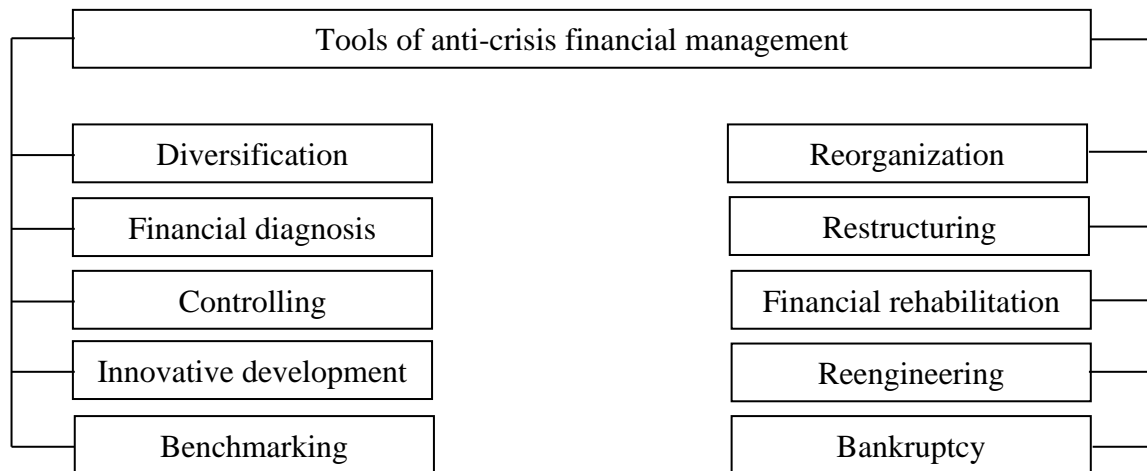 Tools of anti-crisis financial management
Diversification
Financial diagnosis
Controlling
Innovative development
Benchmarking
Reorganization
Restructuring
Financial rehabilitation
Reengineering
Bankruptcy